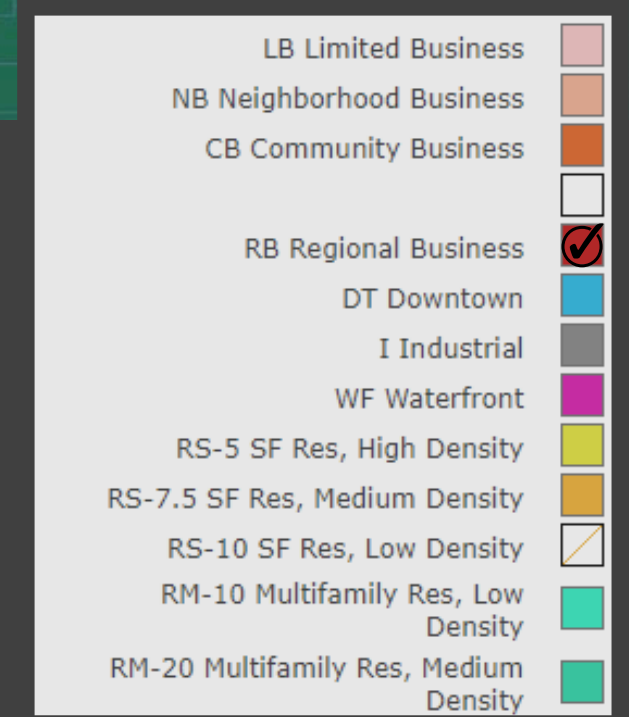 LB Limited Business
NB Neighborhood Business
CB Community Business
RB Regional Business
DT Downtown
I Industrial
WF Waterfront
RS-5 SF Res, High Density
RS-7.5 SF Res, Medium Density
RS-10 SF Res, Low Density
RM-10 Multifamily Res, Low
Density
RM-20 Multifamily Res, Medium
Density